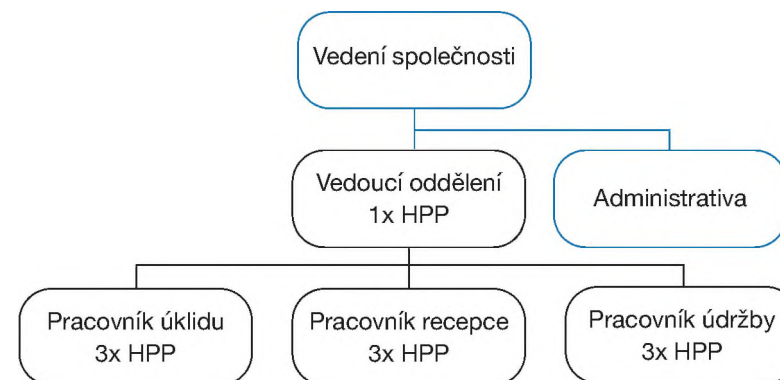 Vedení společnosti
Vedoucí oddělení
1x HPP
Administrativa
Pracovník úklidu
3x HPP
Pracovník recepce
3x HPP
Pracovník údržby
3x HPP